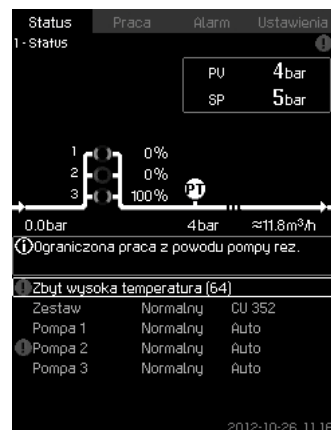 Status Praca Alarm Ustawienia
1 - Status
PV 4bar
SP 5bar
1 0%
2 0%
3 100% PT
0.0bar 4bar ≈11.8m³/h
Ograniczona praca z powodu pompy rez.
Zbyt wysoka temperatura (64)
Zestaw Normalny CU 352
Pompa 1 Normalny Auto
Pompa 2 Normalny Auto
Pompa 3 Normalny Auto
2012-10-26 11:16